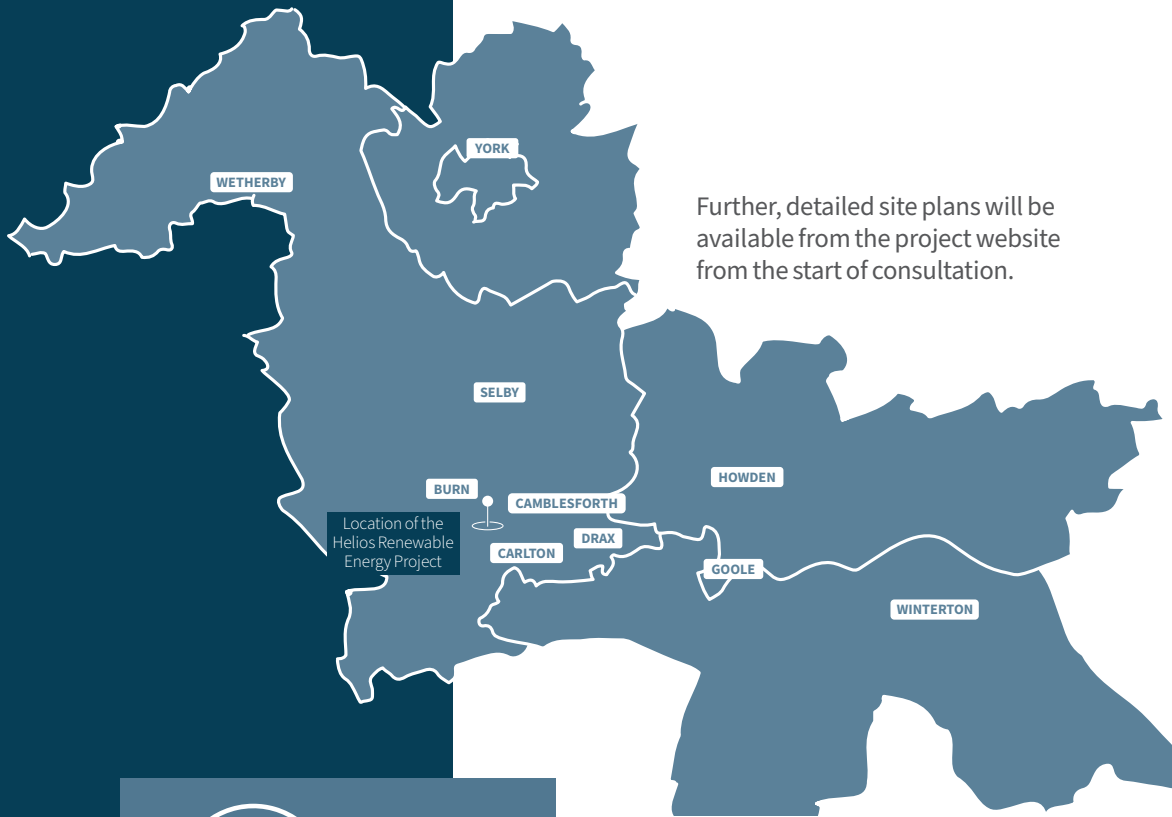 YORK
WETHERBY
Further, detailed site plans will be
available from the project website
from the start of consultation.
SELBY
HOWDEN
BURN
CAMBLESFORTH
Location of the
Helios Renewable
Energy Project
DRAX
CARLTON
GOOLE
WINTERTON